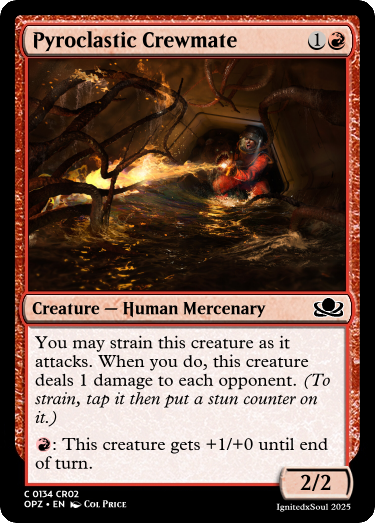 Pyroclastic Crewmate 1
Creature — Human Mercenary
You may strain this creature as it
attacks. When you do, this creature
deals 1 damage to each opponent. (To
strain, tap it then put a stun counter on
it.)
: This creature gets +1/+0 until end
of turn.
2/2
C 0134 CR02
OPZ • EN Col Price
IgnitedxSoul 2025